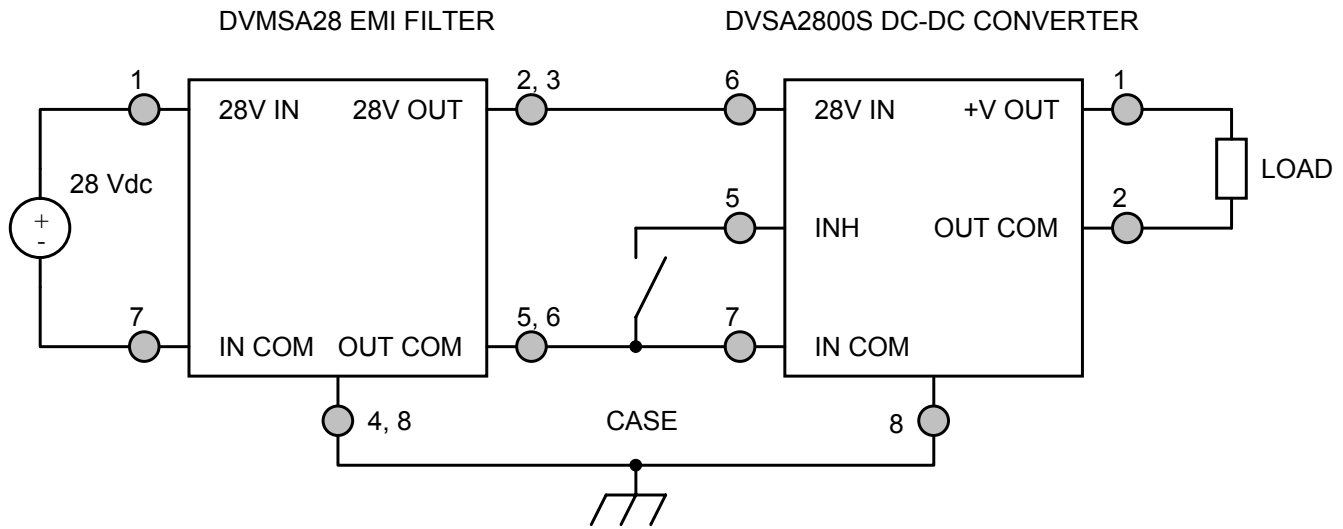 DVMSA28 EMI FILTER DVSA2800S DC-DC CONVERTER
1 2, 3 6 1
28V IN 28V OUT 28V IN +V OUT
28 Vdc LOAD
+ 5 2
- INH OUT COM
7 5, 6 7
IN COM OUT COM IN COM
4, 8 CASE 8